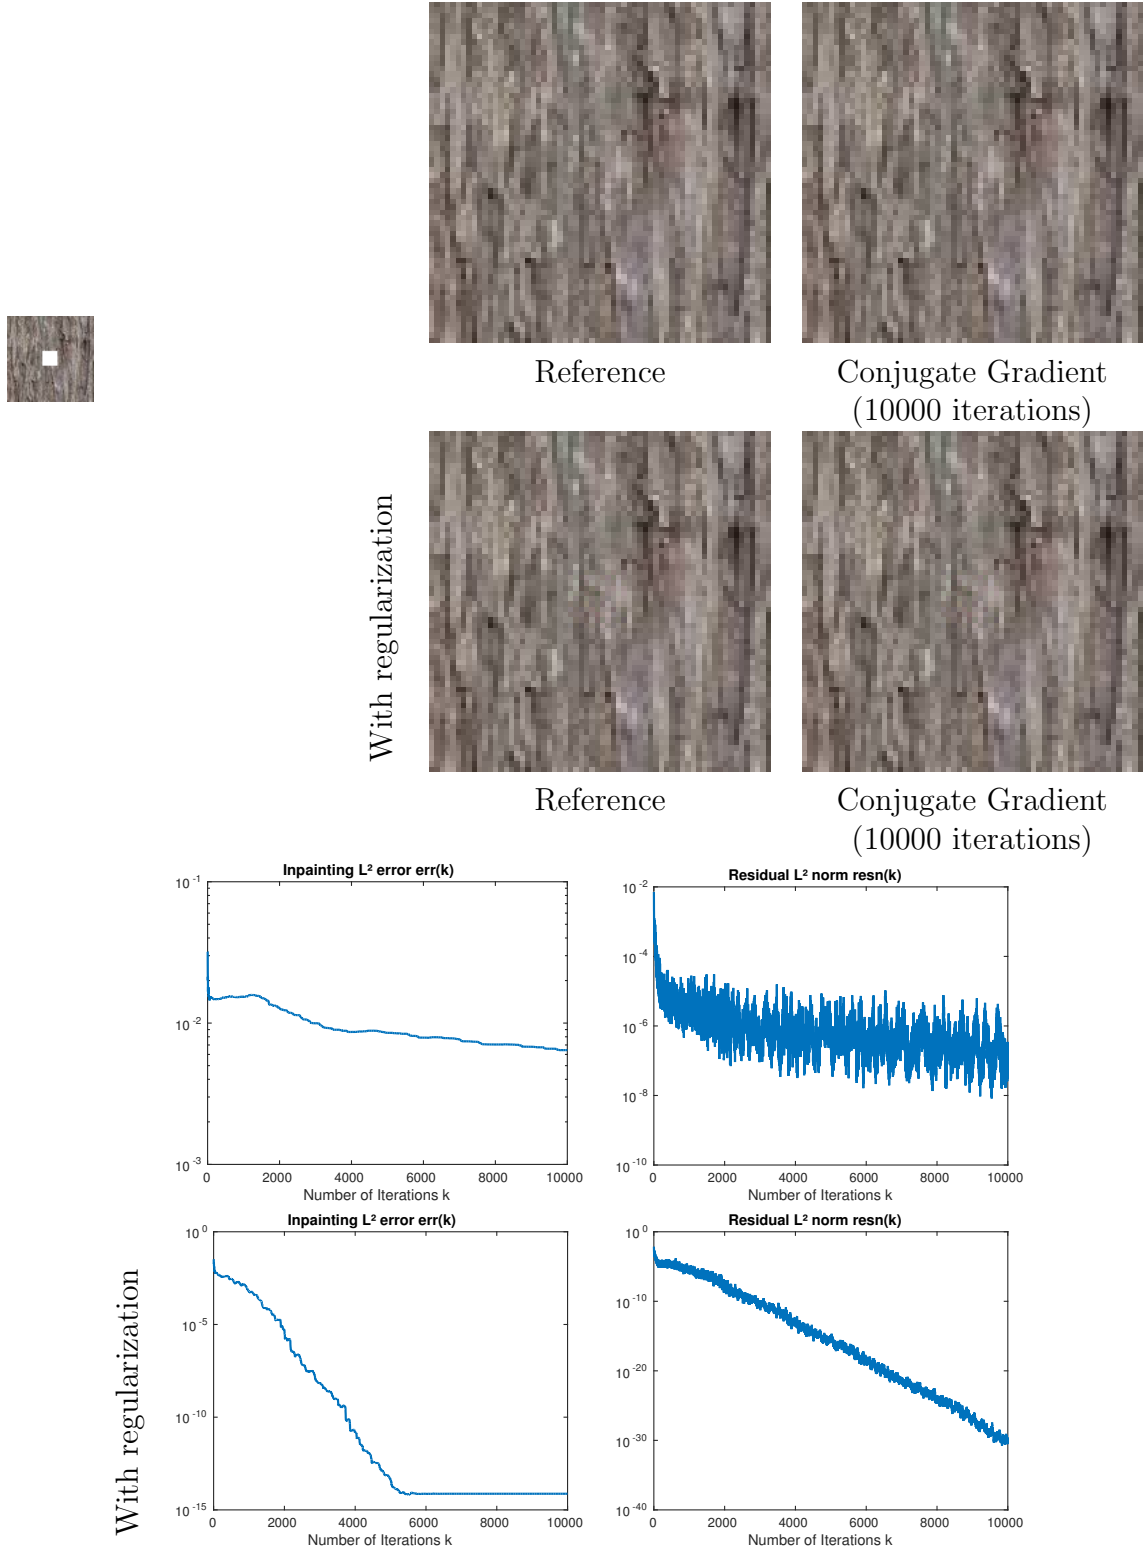 Reference
Conjugate Gradient
(10000 iterations)
With regularization
Reference
Conjugate Gradient
(10000 iterations)
Inpainting L² error err(k)
10⁻¹
10⁻²
10⁻³
0 2000 4000 6000 8000 10000
Number of Iterations k
Residual L² norm resn(k)
10⁻²
10⁻⁴
10⁻⁶
10⁻⁸
10⁻¹⁰
0 2000 4000 6000 8000 10000
Number of Iterations k
With regularization
Inpainting L² error err(k)
10⁰
10⁻⁵
10⁻¹⁰
10⁻¹⁵
0 2000 4000 6000 8000 10000
Number of Iterations k
Residual L² norm resn(k)
10⁰
10⁻¹⁰
10⁻²⁰
10⁻³⁰
10⁻⁴⁰
0 2000 4000 6000 8000 10000
Number of Iterations k